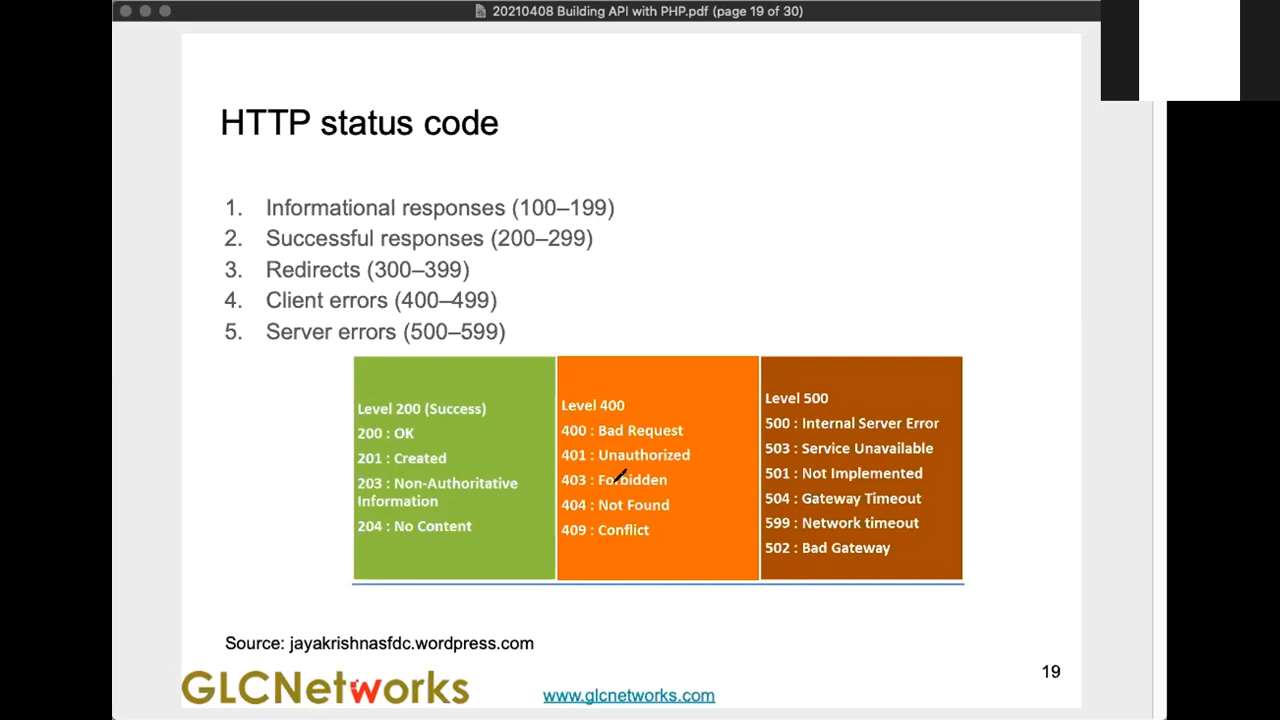 20210408 Building API with PHP.pdf (page 19 of 30)
HTTP status code
1. Informational responses (100–199)
2. Successful responses (200–299)
3. Redirects (300–399)
4. Client errors (400–499)
5. Server errors (500–599)
Level 200 (Success)
200 : OK
201 : Created
203 : Non-Authoritative
Information
204 : No Content
Level 400
400 : Bad Request
401 : Unauthorized
403 : Forbidden
404 : Not Found
409 : Conflict
Level 500
500 : Internal Server Error
503 : Service Unavailable
501 : Not Implemented
504 : Gateway Timeout
599 : Network timeout
502 : Bad Gateway
Source: jayakrishnasfdc.wordpress.com
19
GLCNetworks
www.glcnetworks.com